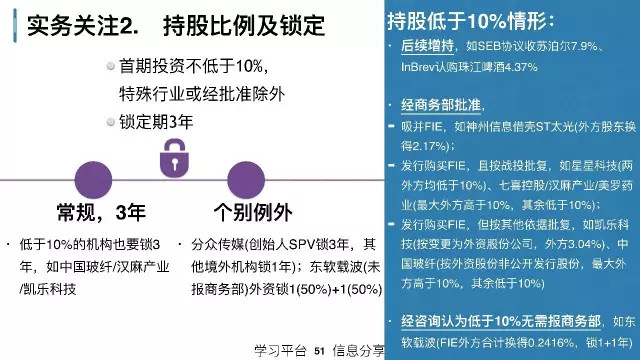 实务关注2. 持股比例及锁定
首期投资不低于10%，
特殊行业或经批准除外
锁定期3年
常规，3年
• 低于10%的机构也要锁3
年，如中国玻纤/汉麻产业
/凯乐科技
个别例外
• 分众传媒(创始人SPV锁3年，其
他境外机构锁1年)；东软载波(未
报商务部)外资锁1(50%)+1(50%)
持股低于10%情形：
• 后续增持，如SEB协议收苏泊尔7.9%、
InBrev认购珠江啤酒4.37%
• 经商务部批准，
- 吸并FIE，如神州信息借壳ST太光(外方股东换
得2.17%)；
- 发行购买FIE，且按战投批复，如星星科技(两
外方均低于10%)、七喜控股/汉麻产业/美罗药
业(最大外方高于10%，其余低于10%)；
- 发行购买FIE，但按其他依据批复，如凯乐科
技(按变更为外资股份公司，外方3.04%)、中
国玻纤(按外资股份非公开发行股份，最大外
方高于10%，其余低于10%)
• 经咨询认为低于10%无需报商务部，如东
软载波(FIE外方合计换得0.2416%，锁1+1年)
学习平台 51 信息分享